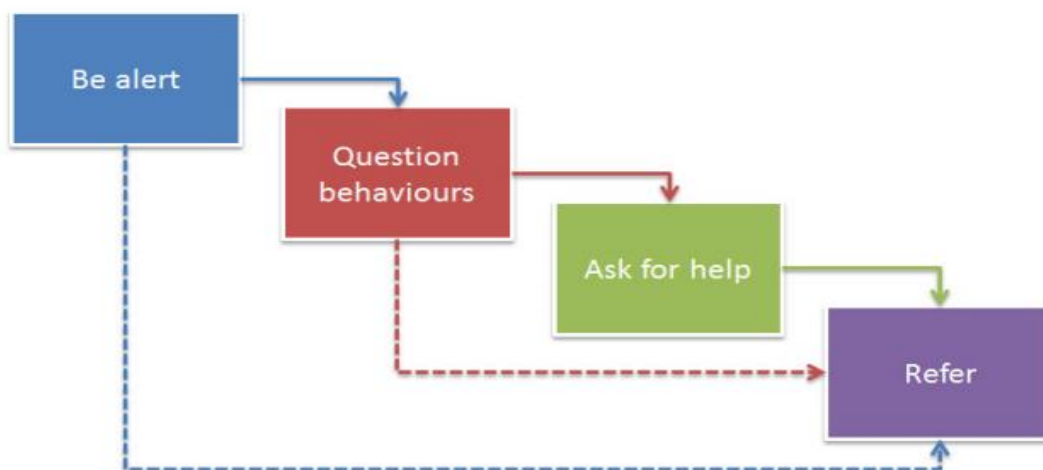 Be alert
Question
behaviours
Ask for help
Refer